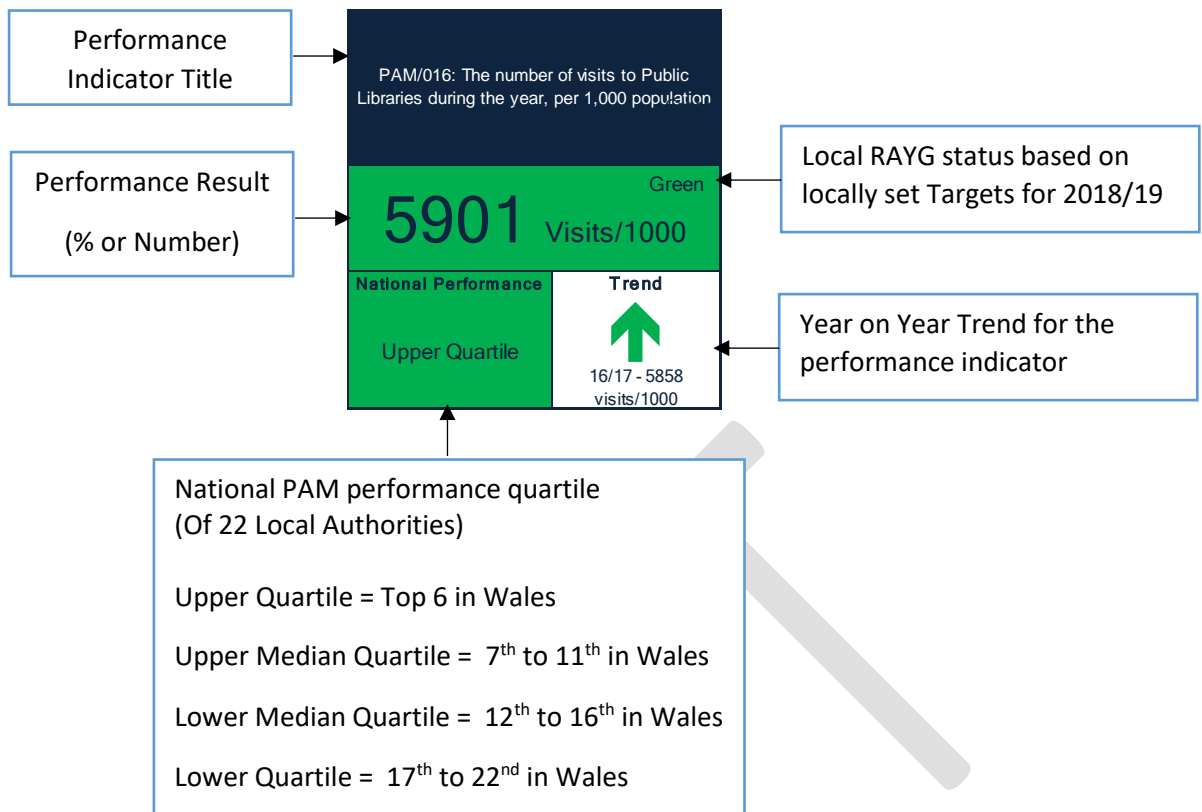 Performance
Indicator Title
PAM/016: The number of visits to Public
Libraries during the year, per 1,000 population
Performance Result
(% or Number)
Green
5901 Visits/1000
Local RAYG status based on
locally set Targets for 2018/19
National Performance
Upper Quartile
Trend
16/17 - 5858
visits/1000
Year on Year Trend for the
performance indicator
National PAM performance quartile
(Of 22 Local Authorities)
Upper Quartile = Top 6 in Wales
Upper Median Quartile = 7th to 11th in Wales
Lower Median Quartile = 12th to 16th in Wales
Lower Quartile = 17th to 22nd in Wales